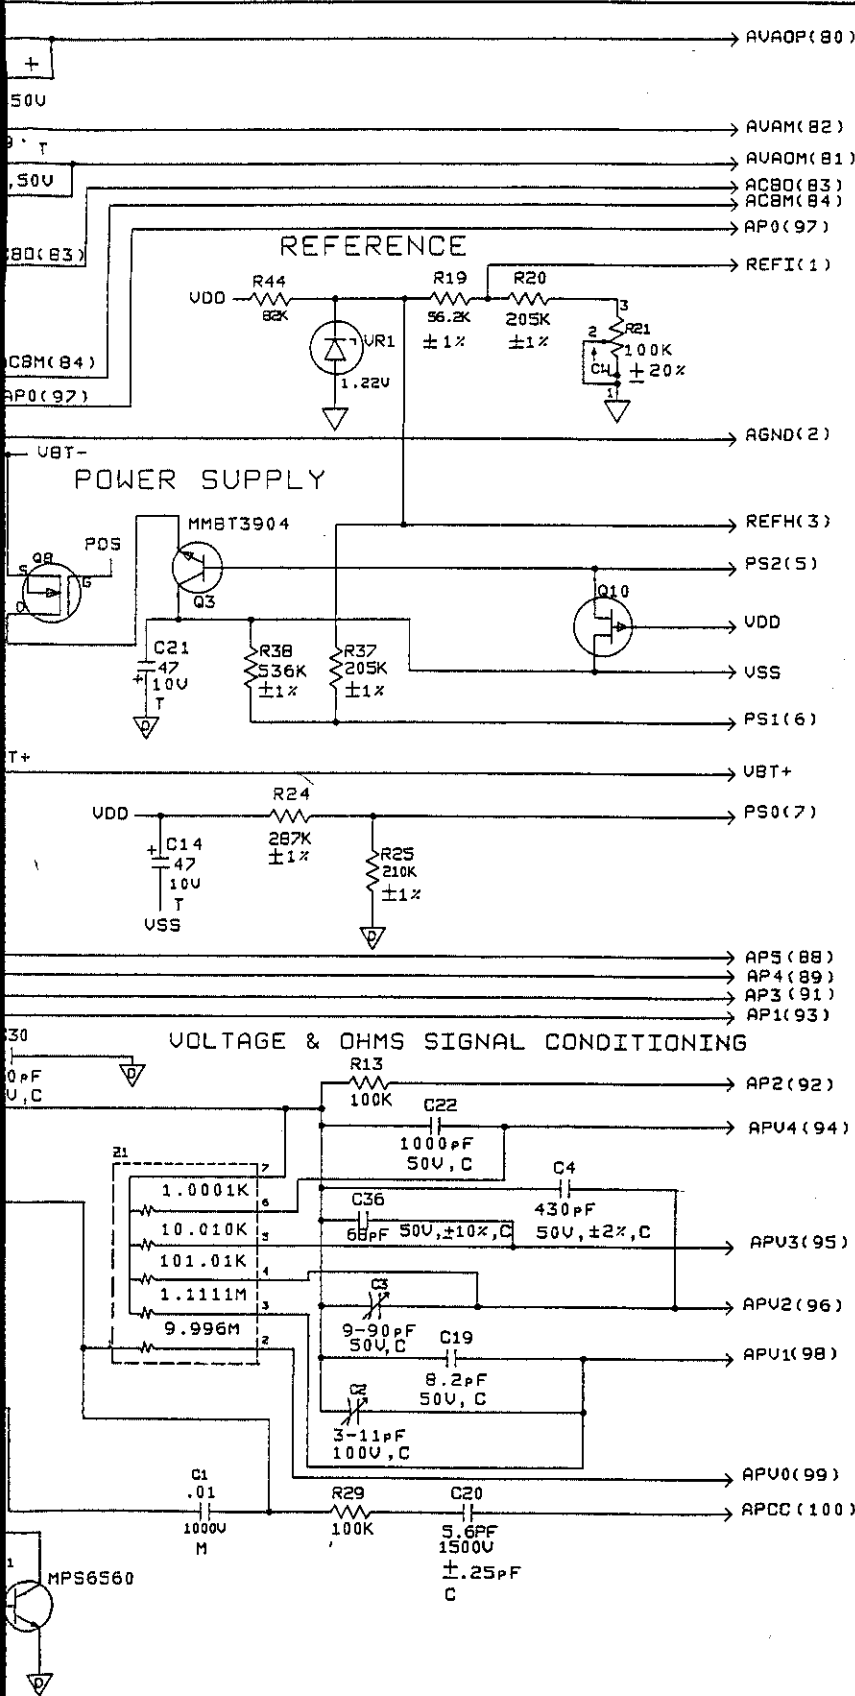 AVAOP(80)
+
50V
AVAM(82)
T
AVAOM(81)
,50V
ACBO(83)
ACBM(84)
AP0(97)
BO(83)
REFERENCE
REFI(1)
VDD
R44
82K
R19
56.2K
±1%
R20
205K
±1%
3
2
R21
100K
±20%
CW
1
VR1
1.22V
CBM(84)
AP0(97)
AGND(2)
VBT-
POWER SUPPLY
MMBT3904
REFH(3)
PDS
Q8
S
G
D
Q3
PS2(5)
Q10
VDD
C21
47
+
10V
T
R38
536K
±1%
R37
205K
±1%
VSS
D
PS1(6)
T+
VBT+
VDD
R24
287K
±1%
PS0(7)
+
C14
47
10V
T
VSS
R25
210K
±1%
D
AP5(88)
AP4(89)
AP3(91)
AP1(93)
30
0pF
V,C
D
VOLTAGE & OHMS SIGNAL CONDITIONING
R13
100K
AP2(92)
C22
1000pF
50V,C
APV4(94)
Z1
7
1.0001K
6
10.010K
5
101.01K
4
1.1111M
3
9.996M
2
C4
430pF
50V,±2%,C
C36
68pF
50V,±10%,C
APV3(95)
C3
9-90pF
50V,C
APV2(96)
C19
8.2pF
50V,C
APV1(98)
C2
3-11pF
100V,C
APV0(99)
C1
.01
1000V
M
R29
100K
C20
5.6PF
1500V
±.25pF
C
APCC(100)
1
MPS6560
D